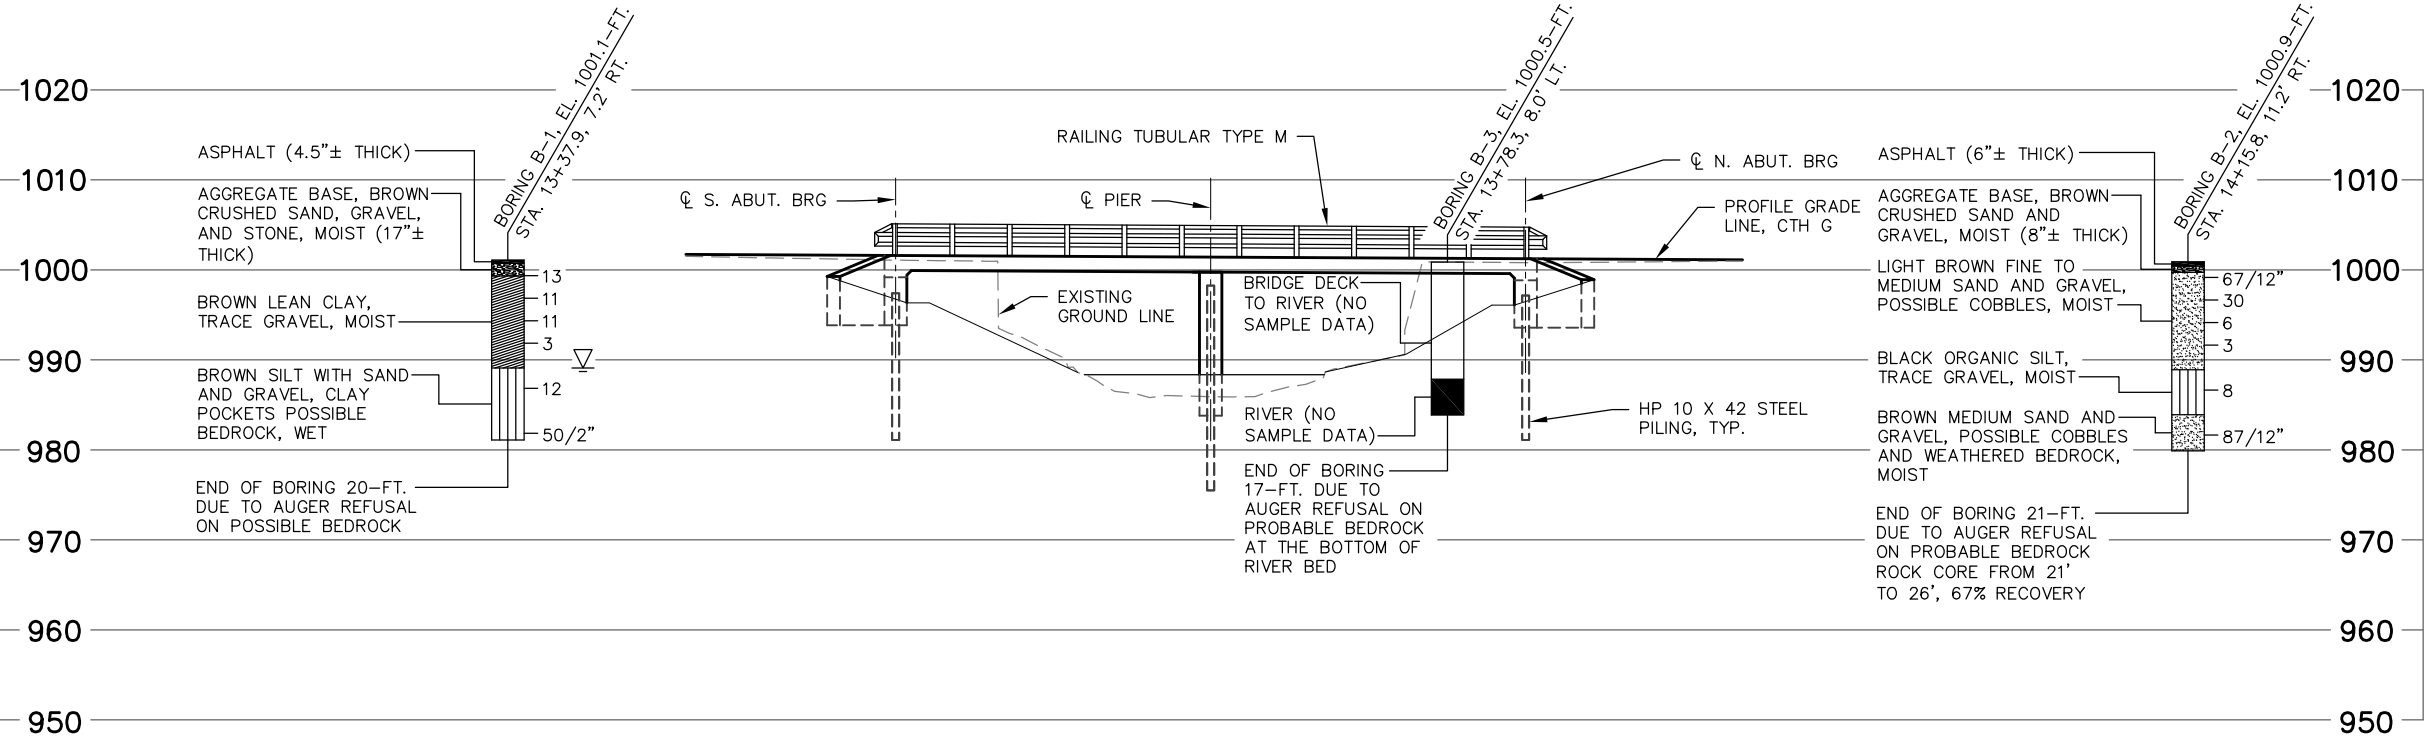 1020
1010
1000
990
980
970
960
950
BORING B-1, EL. 1001.1-FT.
STA. 13+37.9, 7.2' RT.
ASPHALT (4.5"± THICK)
AGGREGATE BASE, BROWN
CRUSHED SAND, GRAVEL,
AND STONE, MOIST (17"±
THICK)
BROWN LEAN CLAY,
TRACE GRAVEL, MOIST
BROWN SILT WITH SAND
AND GRAVEL, CLAY
POCKETS POSSIBLE
BEDROCK, WET
END OF BORING 20-FT.
DUE TO AUGER REFUSAL
ON POSSIBLE BEDROCK
13
11
11
3
12
50/2"
℄ S. ABUT. BRG
℄ PIER
RAILING TUBULAR TYPE M
EXISTING
GROUND LINE
BORING B-3, EL. 1000.5-FT.
STA. 13+78.3, 8.0' LT.
BRIDGE DECK
TO RIVER (NO
SAMPLE DATA)
RIVER (NO
SAMPLE DATA)
END OF BORING
17-FT. DUE TO
AUGER REFUSAL ON
PROBABLE BEDROCK
AT THE BOTTOM OF
RIVER BED
℄ N. ABUT. BRG
PROFILE GRADE
LINE, CTH G
HP 10 X 42 STEEL
PILING, TYP.
BORING B-2, EL. 1000.9-FT.
STA. 14+15.8, 11.2' RT.
ASPHALT (6"± THICK)
AGGREGATE BASE, BROWN
CRUSHED SAND AND
GRAVEL, MOIST (8"± THICK)
LIGHT BROWN FINE TO
MEDIUM SAND AND GRAVEL,
POSSIBLE COBBLES, MOIST
BLACK ORGANIC SILT,
TRACE GRAVEL, MOIST
BROWN MEDIUM SAND AND
GRAVEL, POSSIBLE COBBLES
AND WEATHERED BEDROCK,
MOIST
END OF BORING 21-FT.
DUE TO AUGER REFUSAL
ON PROBABLE BEDROCK
ROCK CORE FROM 21'
TO 26', 67% RECOVERY
67/12"
30
6
3
8
87/12"
1020
1010
1000
990
980
970
960
950